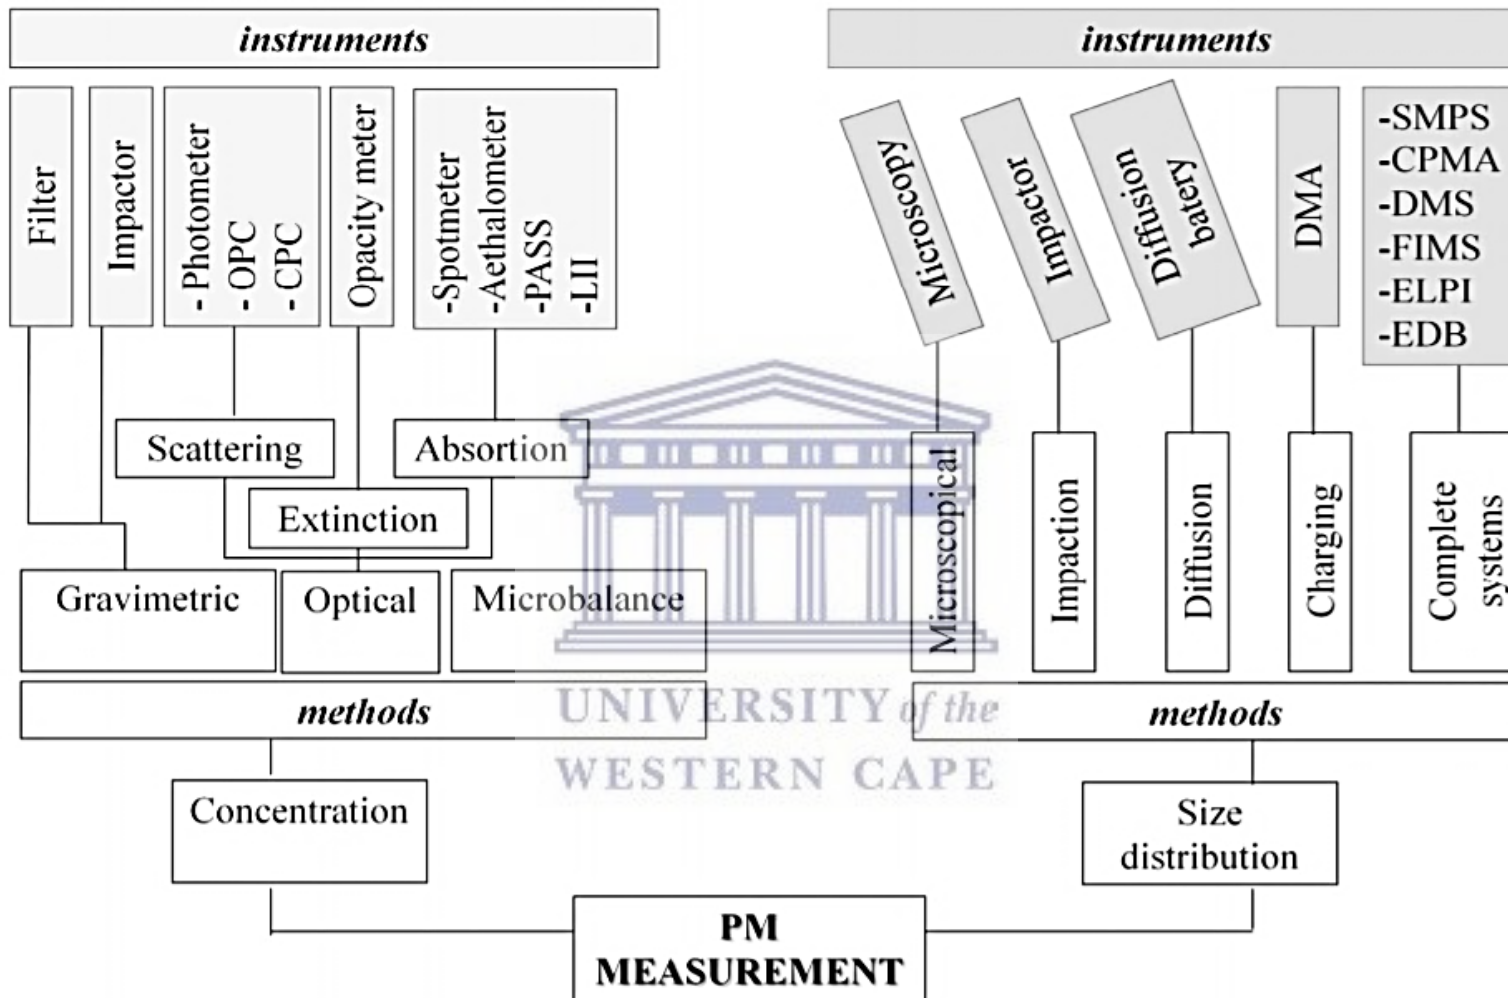 instruments
instruments
Filter
Impactor
- Photometer
- OPC
- CPC
Opacity meter
-Spotmeter
-Aethalometer
-PASS
-LII
Microscopy
Impactor
Diffusion
batery
DMA
-SMPS
-CPMA
-DMS
-FIMS
-ELPI
-EDB
Scattering
Absortion
Extinction
Gravimetric
Optical
Microbalance
Microscopical
Impaction
Diffusion
Charging
Complete
systems
methods
methods
UNIVERSITY of the
WESTERN CAPE
Concentration
Size
distribution
PM
MEASUREMENT